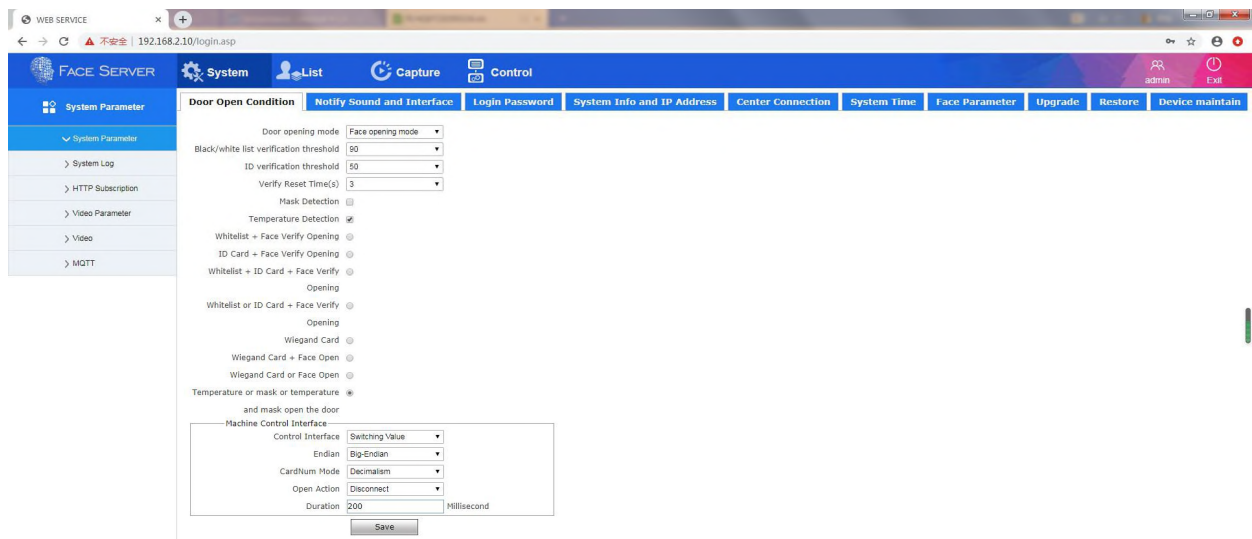 WEB SERVICE
不安全 | 192.168.2.10/login.asp
FACE SERVER
System
List
Capture
Control
admin
Exit
System Parameter
System Parameter
System Log
HTTP Subscription
Video Parameter
Video
MQTT
Door Open Condition
Notify Sound and Interface
Login Password
System Info and IP Address
Center Connection
System Time
Face Parameter
Upgrade
Restore
Device maintain
Door opening mode Face opening mode
Black/white list verification threshold 90
ID verification threshold 50
Verify Reset Time(s) 3
Mask Detection
Temperature Detection
Whitelist + Face Verify Opening
ID Card + Face Verify Opening
Whitelist + ID Card + Face Verify
Opening
Whitelist or ID Card + Face Verify
Opening
Wiegand Card
Wiegand Card + Face Open
Wiegand Card or Face Open
Temperature or mask or temperature
and mask open the door
Machine Control Interface
Control Interface Switching Value
Endian Big-Endian
CardNum Mode Decimalism
Open Action Disconnect
Duration 200 Millisecond
Save